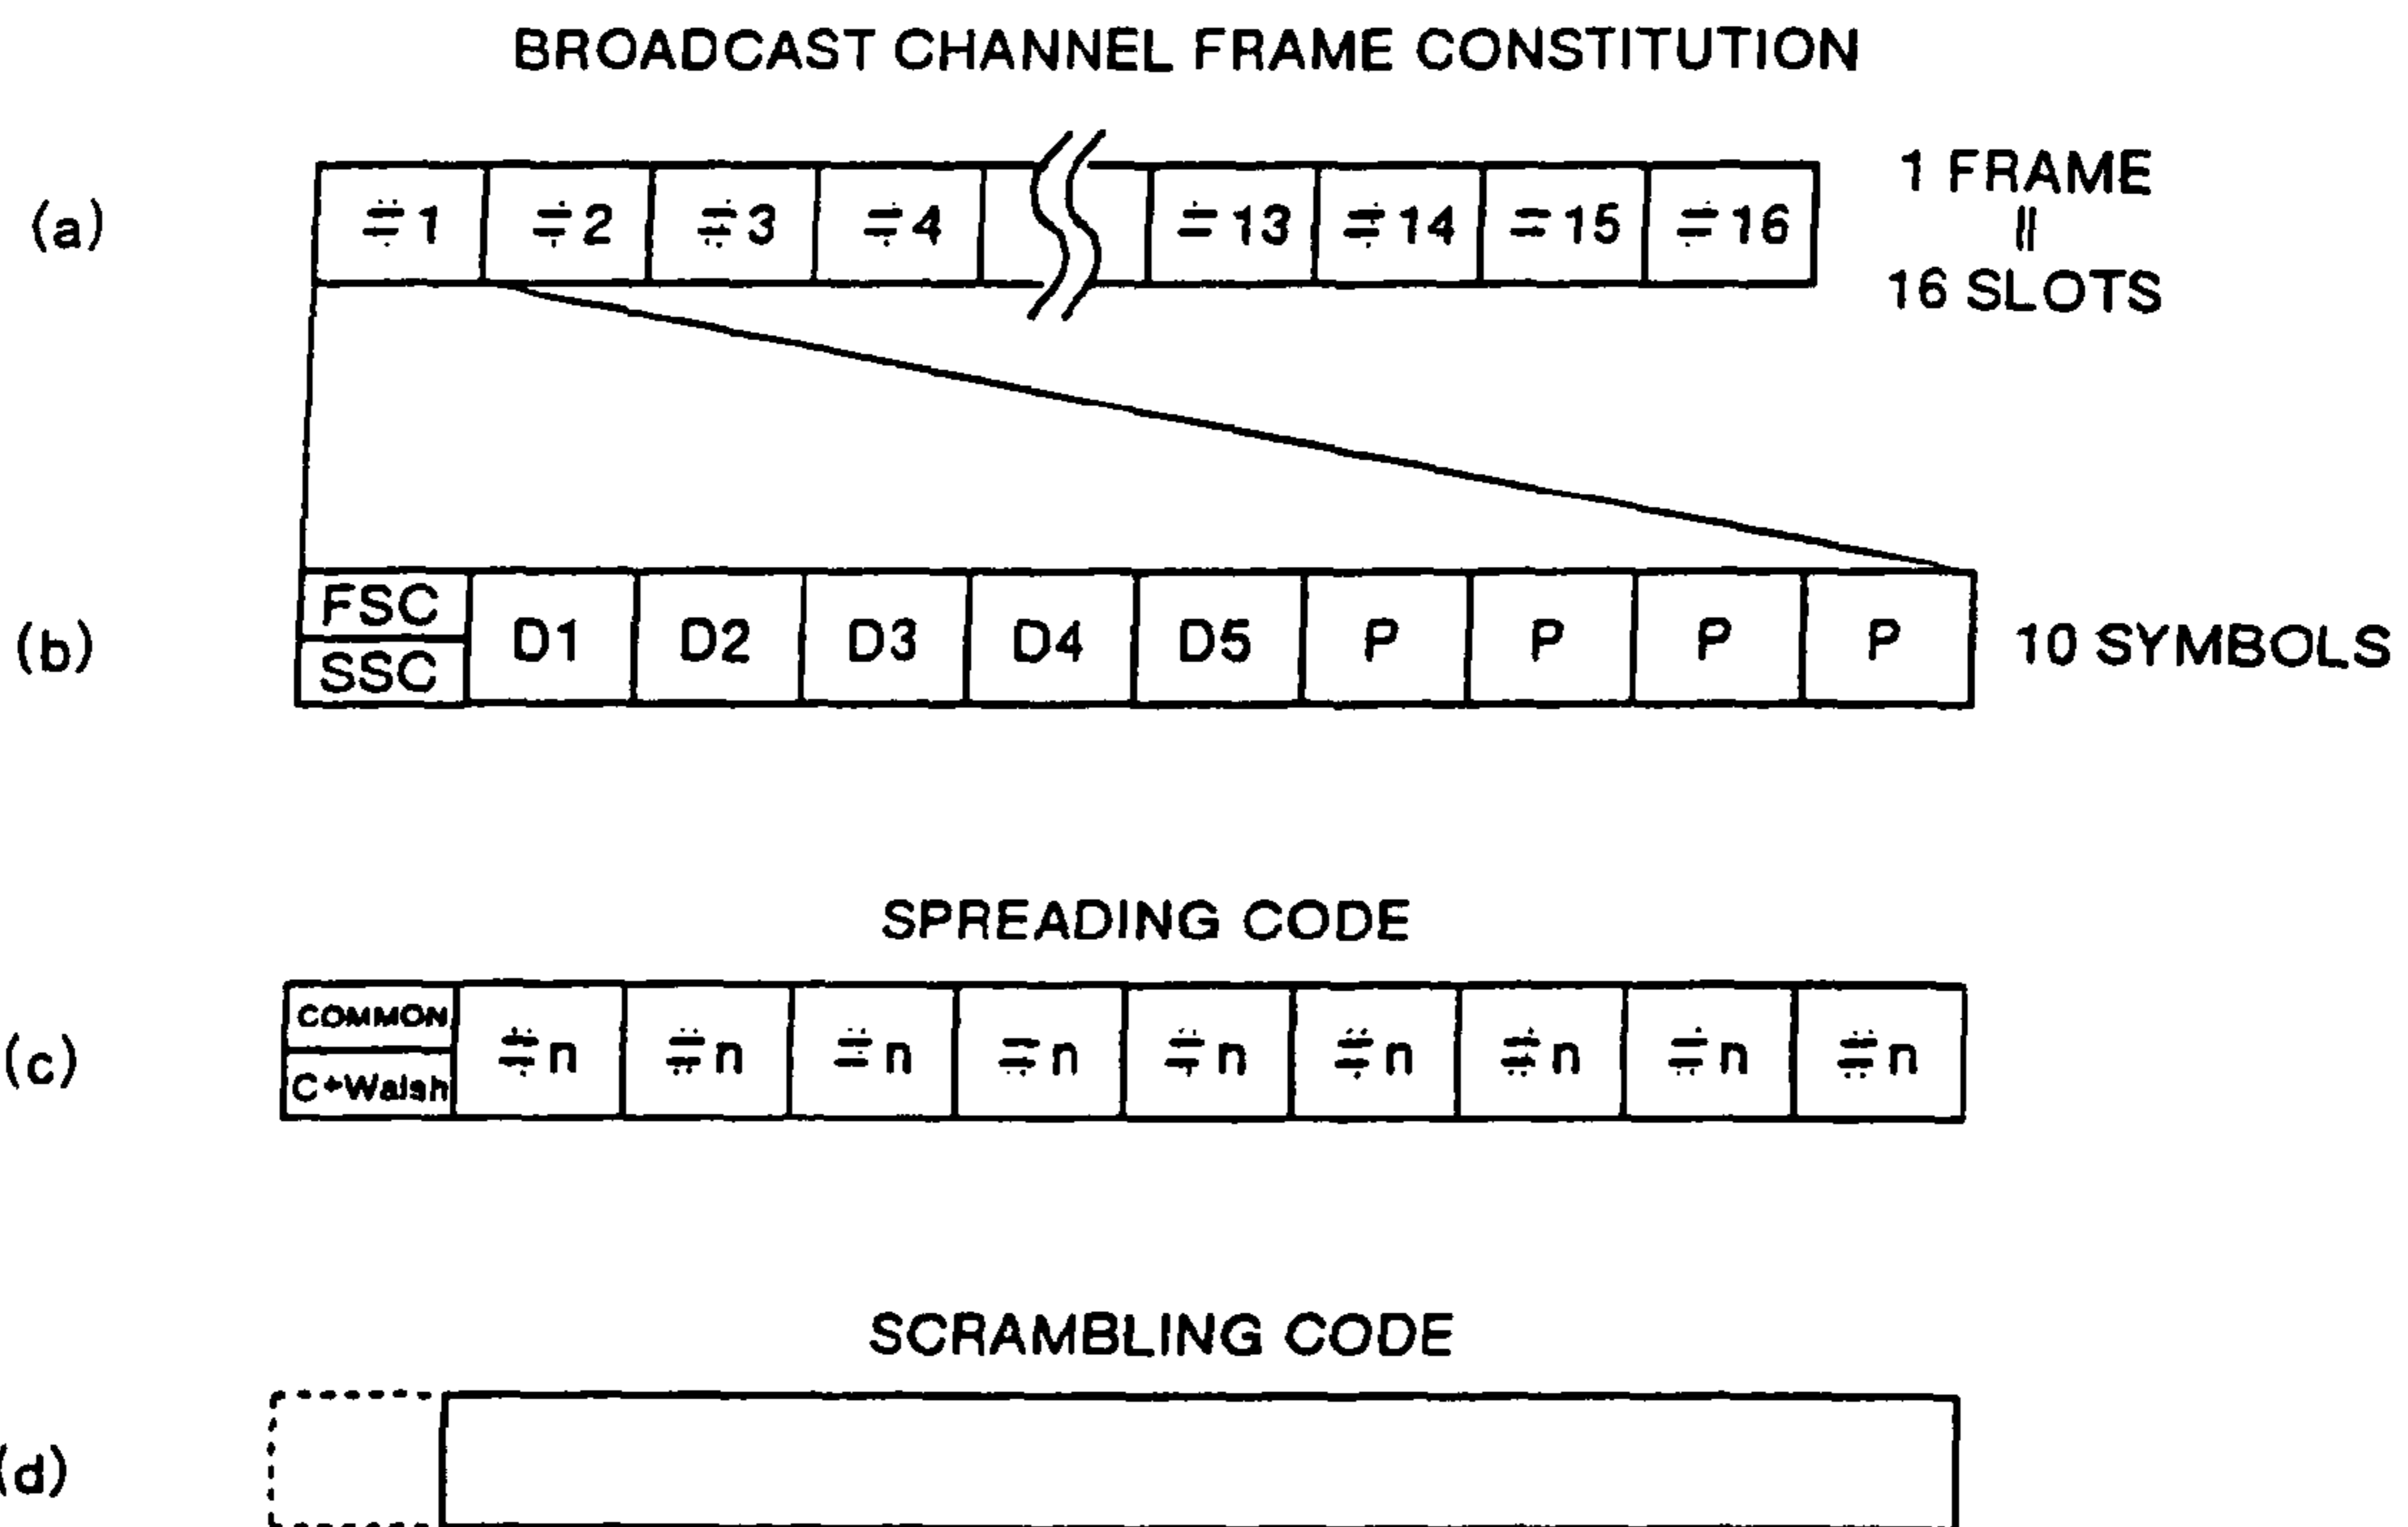 BROADCAST CHANNEL FRAME CONSTITUTION
(a) #1 #2 #3 #4 #13 #14 #15 #16
1 FRAME
=
16 SLOTS
(b) FSC SSC D1 D2 D3 D4 D5 P P P P 10 SYMBOLS
SPREADING CODE
(c) COMMON C+Walsh #n #n #n #n #n #n #n #n #n
SCRAMBLING CODE
(d)